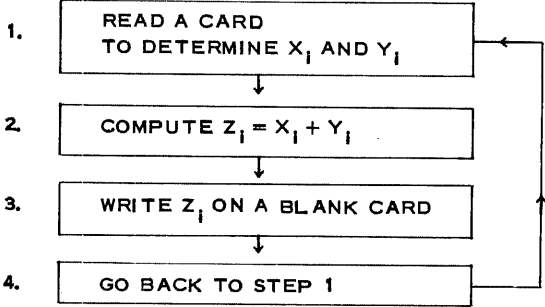 1. READ A CARD
TO DETERMINE Xi AND Yi
2. COMPUTE Zi = Xi + Yi
3. WRITE Zi ON A BLANK CARD
4. GO BACK TO STEP 1